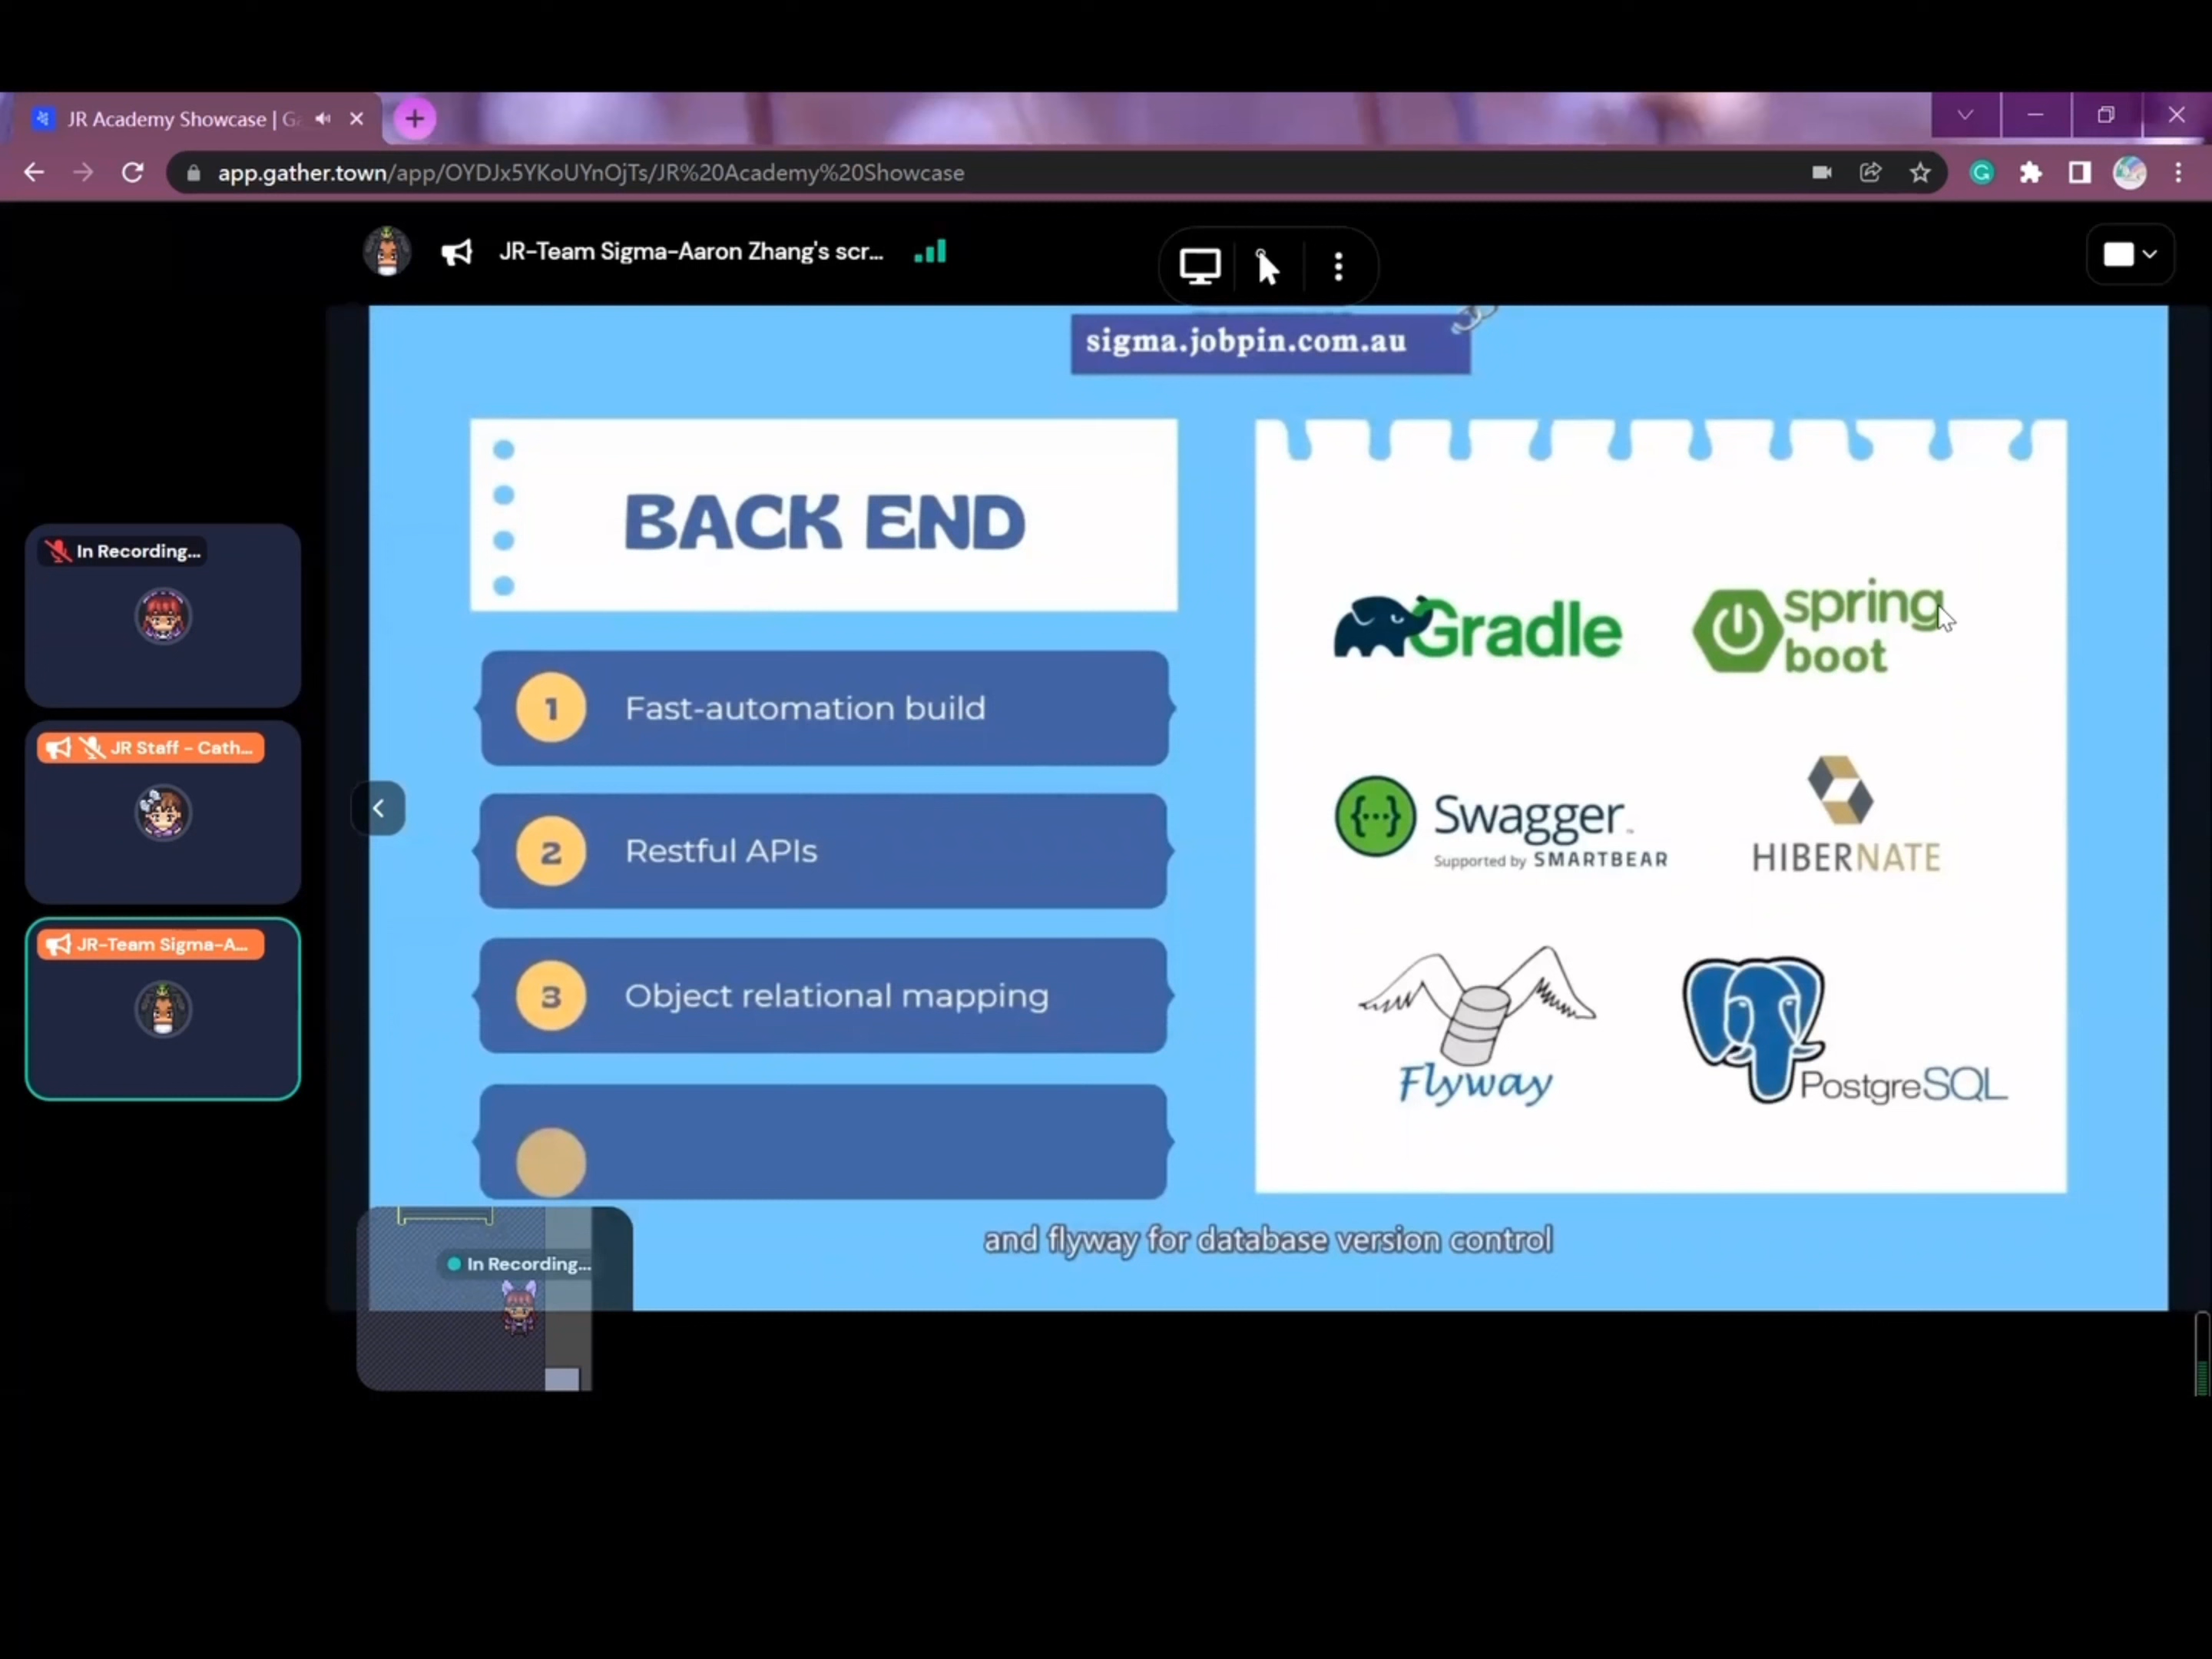 JR Academy Showcase | Ga
app.gather.town/app/OYDJx5YKoUYnOjTs/JR%20Academy%20Showcase
JR-Team Sigma-Aaron Zhang's scr...
sigma.jobpin.com.au
BACK END
1 Fast-automation build
2 Restful APIs
3 Object relational mapping
Gradle
spring
boot
Swagger
Supported by SMARTBEAR
HIBERNATE
Flyway
PostgreSQL
and flyway for database version control
In Recording...
JR Staff - Cath...
JR-Team Sigma-A...
In Recording...